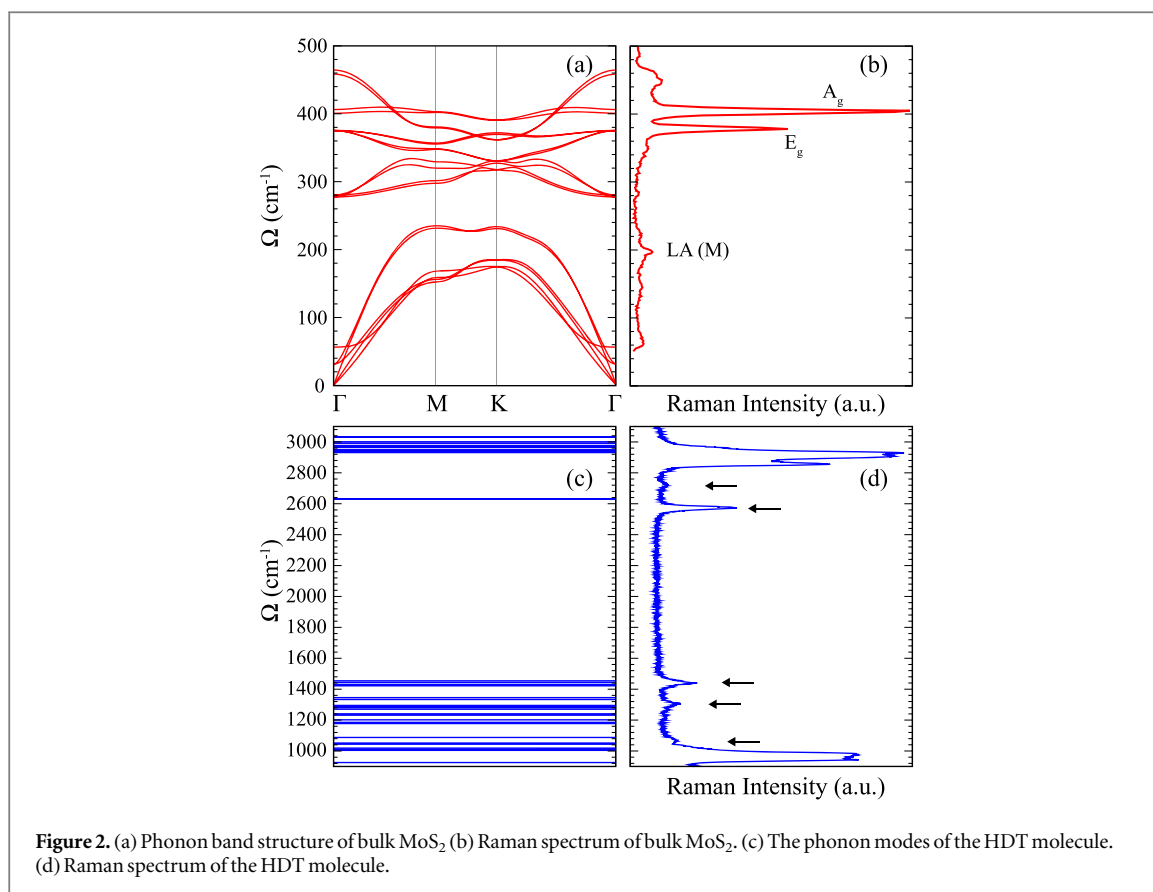 500
400
300
200
100
0
Ω (cm⁻¹)
(a)
Γ
M
K
Γ
(b)
A_g
E_g
LA (M)
Raman Intensity (a.u.)
3000
2800
2600
2400
2200
2000
1800
1600
1400
1200
1000
Ω (cm⁻¹)
(c)
(d)
Raman Intensity (a.u.)
Figure 2. (a) Phonon band structure of bulk MoS₂ (b) Raman spectrum of bulk MoS₂. (c) The phonon modes of the HDT molecule.
(d) Raman spectrum of the HDT molecule.